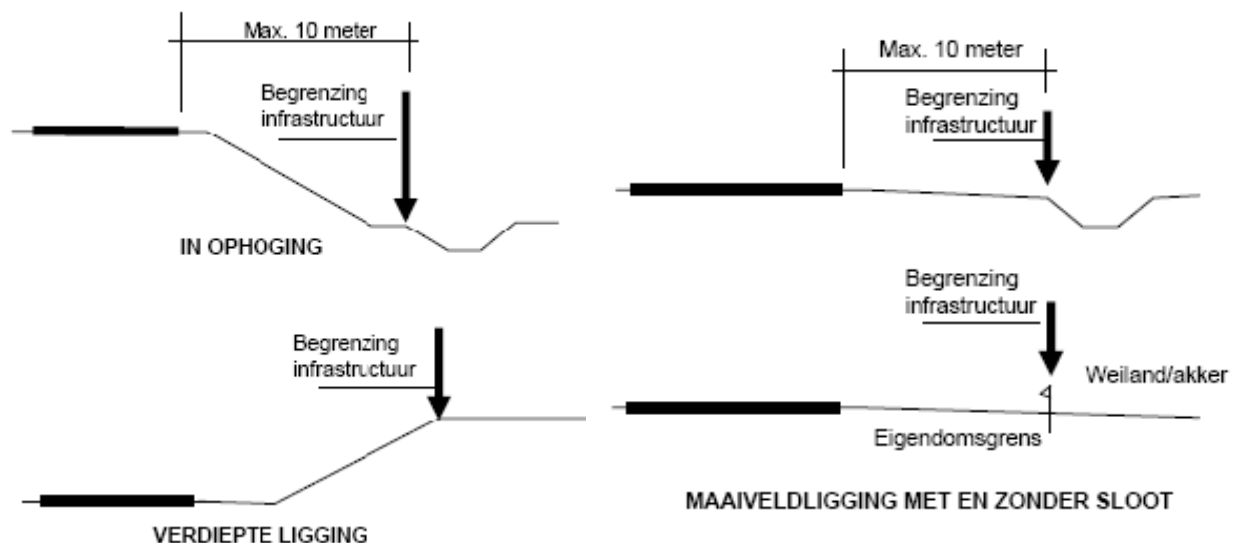 Max. 10 meter
Begrenzing
infrastructuur
IN OPHOGING
Begrenzing
infrastructuur
VERDIEPTE LIGGING
Max. 10 meter
Begrenzing
infrastructuur
Begrenzing
infrastructuur
Weiland/akker
Eigendomsgrens
MAAIVELDLIGGING MET EN ZONDER SLOOT